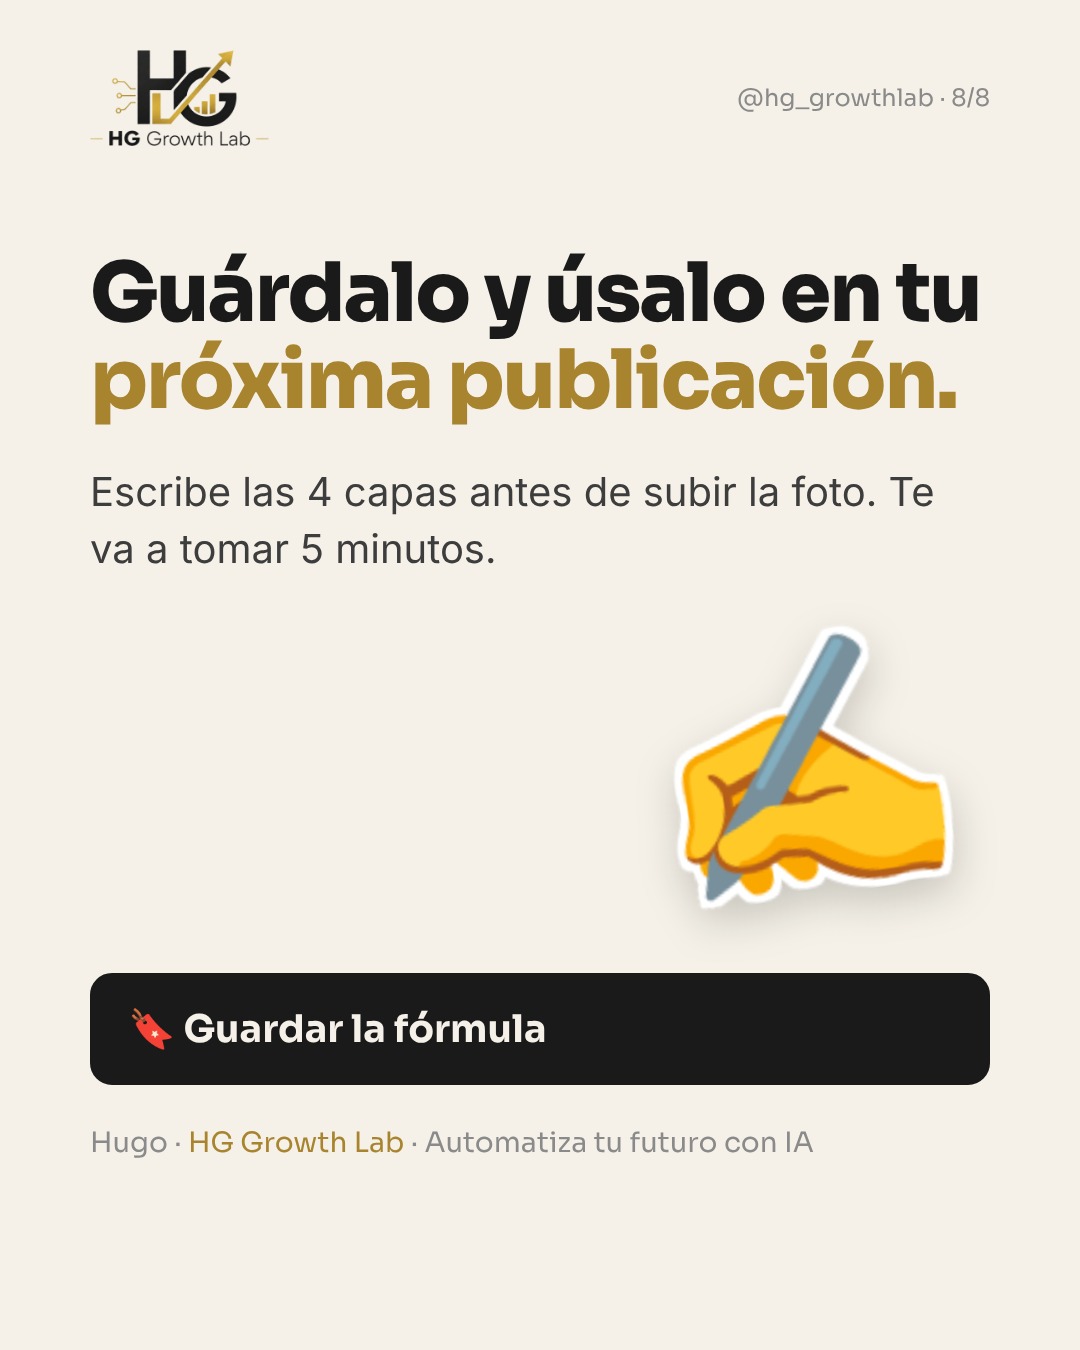 HG
HG Growth Lab
@hg_growthlab · 8/8
Guárdalo y úsalo en tu
próxima publicación.
Escribe las 4 capas antes de subir la foto. Te
va a tomar 5 minutos.
🔖 Guardar la fórmula
Hugo · HG Growth Lab · Automatiza tu futuro con IA